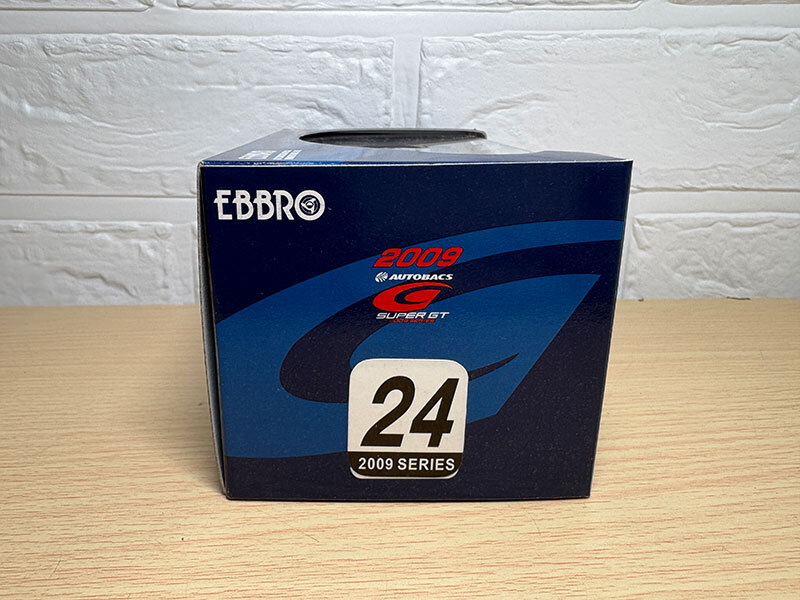 EBBRO
2009
AUTOBACS
SUPER GT
24
2009 SERIES